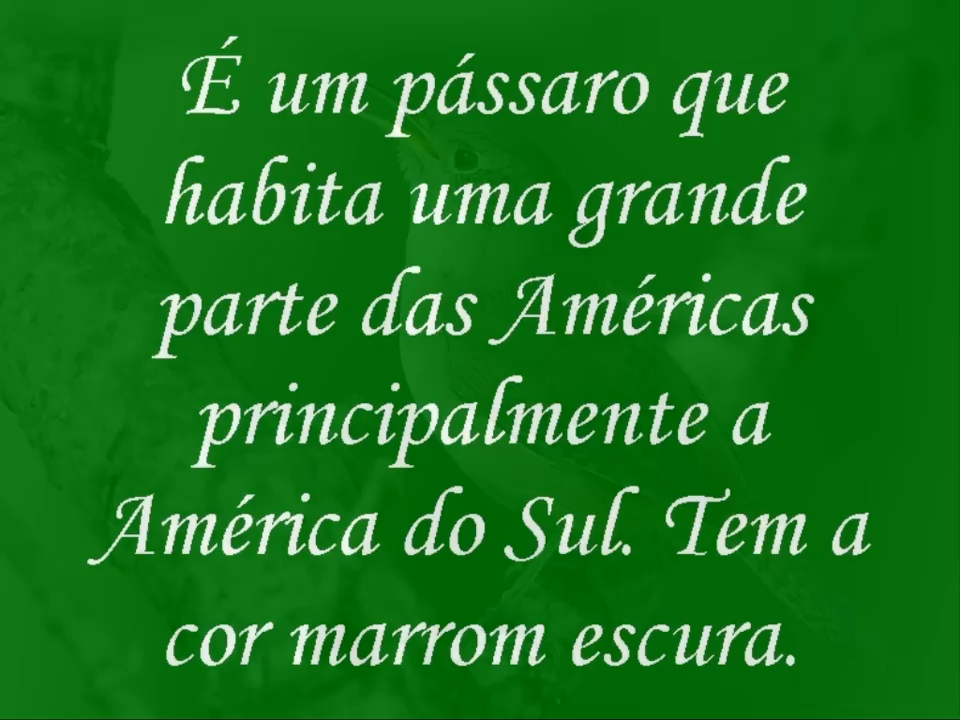 É um pássaro que
habita uma grande
parte das Américas
principalmente a
América do Sul. Tem a
cor marrom escura.